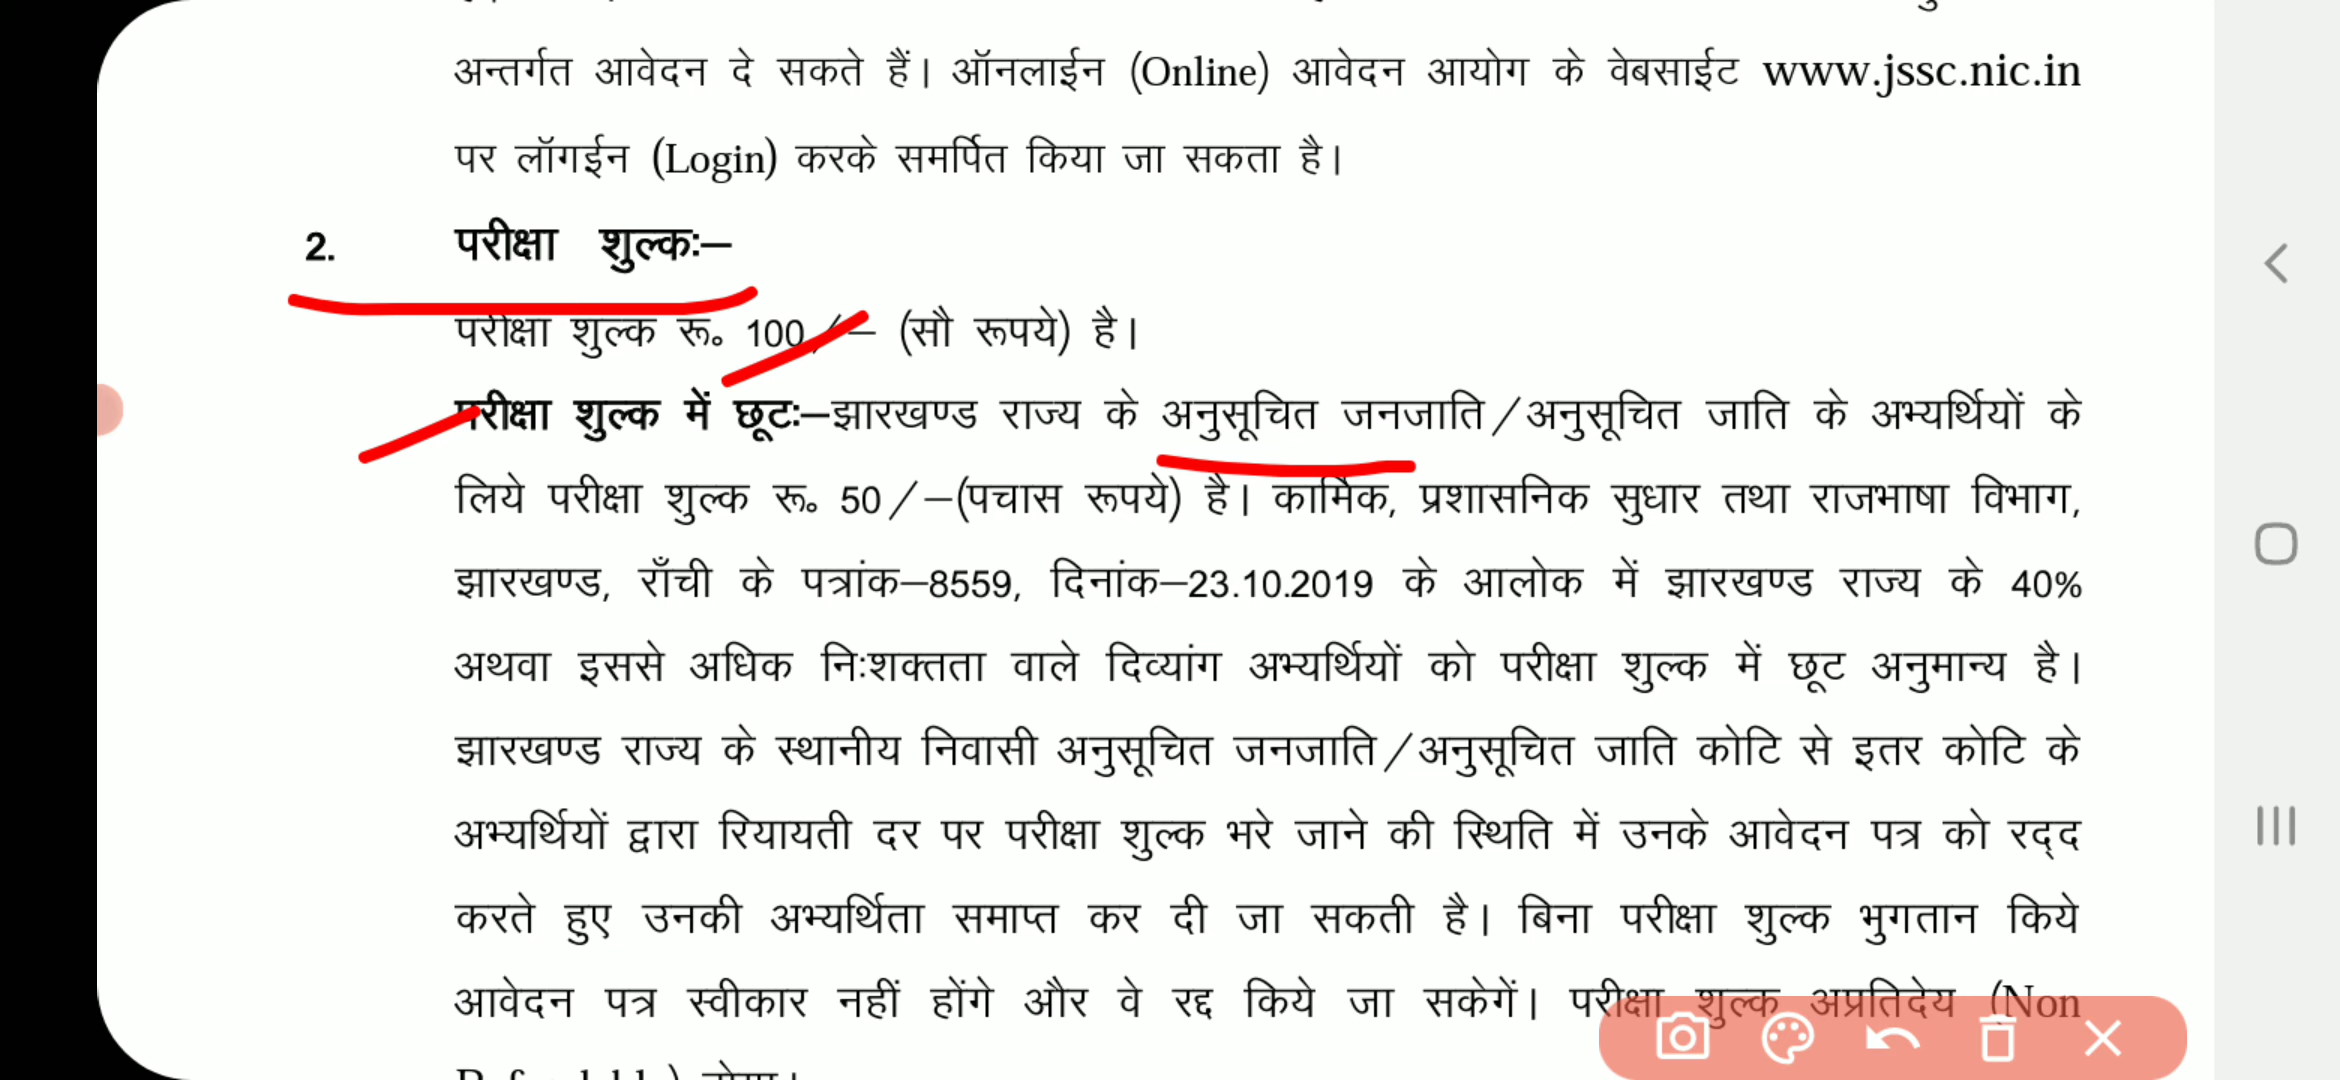 अन्तर्गत आवेदन दे सकते हैं। ऑनलाईन (Online) आवेदन आयोग के वेबसाईट www.jssc.nic.in
पर लॉगईन (Login) करके समर्पित किया जा सकता है।
2. परीक्षा शुल्कः–
परीक्षा शुल्क रू० 100/– (सौ रूपये) है।
परीक्षा शुल्क में छूटः–झारखण्ड राज्य के अनुसूचित जनजाति/अनुसूचित जाति के अभ्यर्थियों के
लिये परीक्षा शुल्क रू० 50/–(पचास रूपये) है। कार्मिक, प्रशासनिक सुधार तथा राजभाषा विभाग,
झारखण्ड, राँची के पत्रांक–8559, दिनांक–23.10.2019 के आलोक में झारखण्ड राज्य के 40%
अथवा इससे अधिक निःशक्तता वाले दिव्यांग अभ्यर्थियों को परीक्षा शुल्क में छूट अनुमान्य है।
झारखण्ड राज्य के स्थानीय निवासी अनुसूचित जनजाति/अनुसूचित जाति कोटि से इतर कोटि के
अभ्यर्थियों द्वारा रियायती दर पर परीक्षा शुल्क भरे जाने की स्थिति में उनके आवेदन पत्र को रद्द
करते हुए उनकी अभ्यर्थिता समाप्त कर दी जा सकती है। बिना परीक्षा शुल्क भुगतान किये
आवेदन पत्र स्वीकार नहीं होंगे और वे रद्द किये जा सकेगें। परीक्षा शुल्क अप्रतिदेय (Non